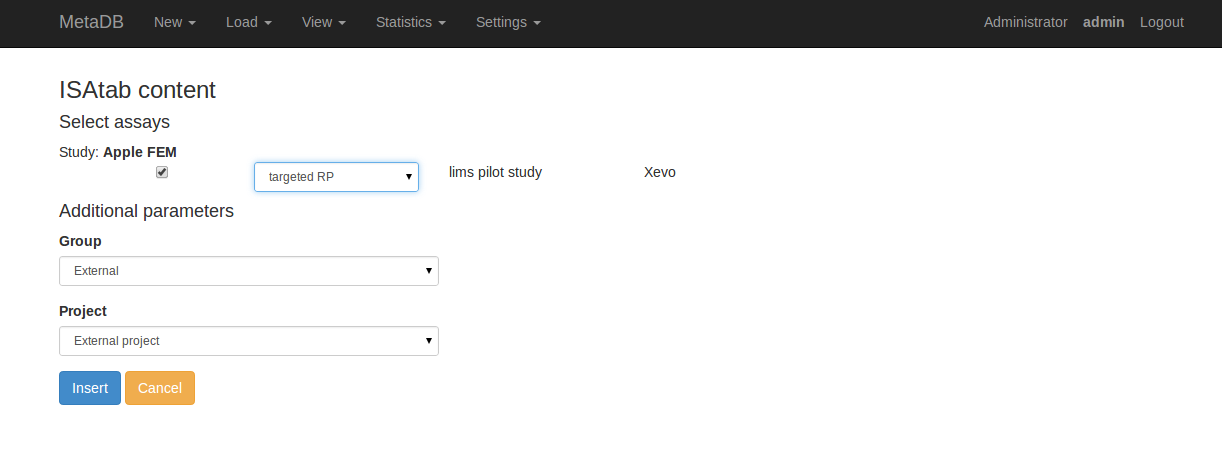 MetaDB New Load View Statistics Settings Administrator admin Logout
ISAtab content
Select assays
Study: Apple FEM
targeted RP lims pilot study Xevo
Additional parameters
Group
External
Project
External project
Insert Cancel